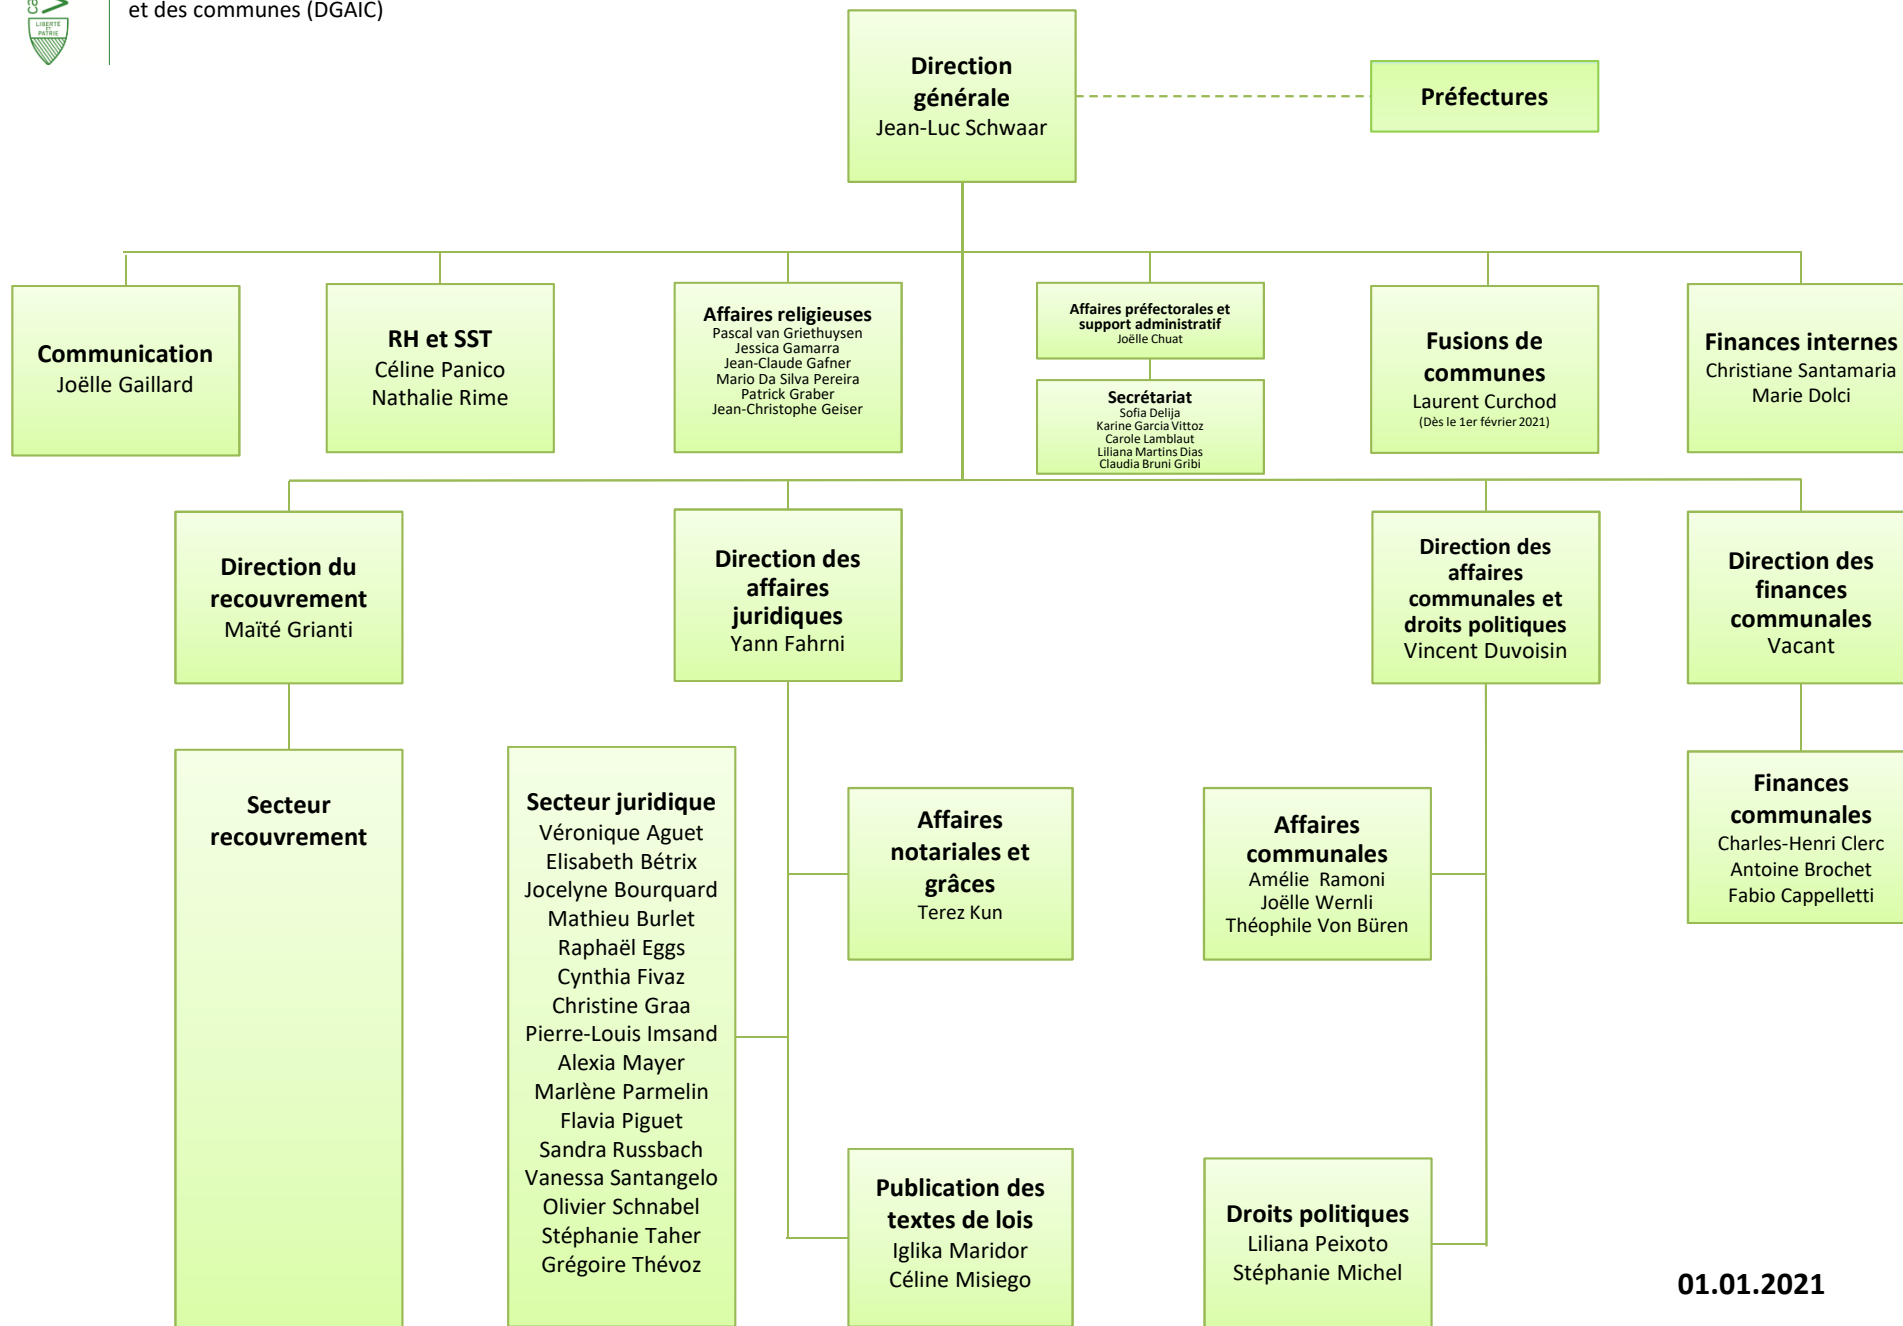 et des communes (DGAIC)
LIBERTÉ
ET
PATRIE
Direction
générale
Jean-Luc Schwaar
Préfectures
Communication
Joëlle Gaillard
RH et SST
Céline Panico
Nathalie Rime
Affaires religieuses
Pascal van Griethuysen
Jessica Gamarra
Jean-Claude Gafner
Mario Da Silva Pereira
Patrick Graber
Jean-Christophe Geiser
Affaires préfectorales et
support administratif
Joëlle Chuat
Secrétariat
Sofia Delija
Karine Garcia Vittoz
Carole Lamblaut
Liliana Martins Dias
Claudia Bruni Gribi
Fusions de
communes
Laurent Curchod
(Dès le 1er février 2021)
Finances internes
Christiane Santamaria
Marie Dolci
Direction du
recouvrement
Maïté Grianti
Direction des
affaires
juridiques
Yann Fahrni
Direction des
affaires
communales et
droits politiques
Vincent Duvoisin
Direction des
finances
communales
Vacant
Secteur
recouvrement
Secteur juridique
Véronique Aguet
Elisabeth Bétrix
Jocelyne Bourquard
Mathieu Burlet
Raphaël Eggs
Cynthia Fivaz
Christine Graa
Pierre-Louis Imsand
Alexia Mayer
Marlène Parmelin
Flavia Piguet
Sandra Russbach
Vanessa Santangelo
Olivier Schnabel
Stéphanie Taher
Grégoire Thévoz
Affaires
notariales et
grâces
Terez Kun
Publication des
textes de lois
Iglika Maridor
Céline Misiego
Affaires
communales
Amélie  Ramoni
Joëlle Wernli
Théophile Von Büren
Droits politiques
Liliana Peixoto
Stéphanie Michel
Finances
communales
Charles-Henri Clerc
Antoine Brochet
Fabio Cappelletti
01.01.2021